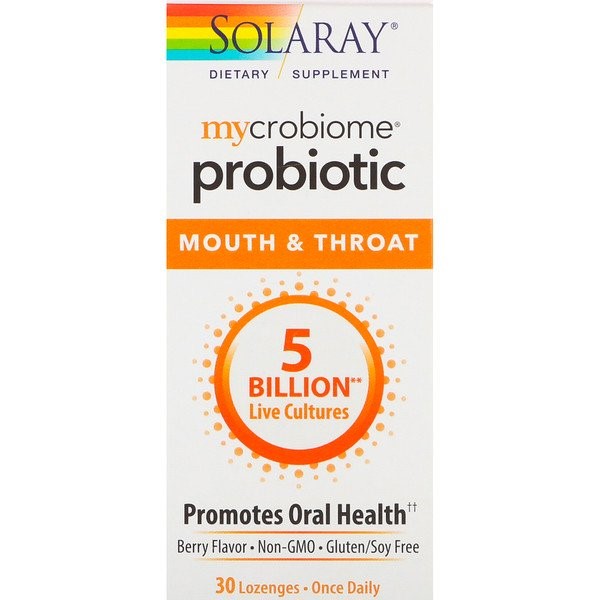 SOLARAY®
DIETARY SUPPLEMENT
mycrobiome®
probiotic
MOUTH & THROAT
5
BILLION**
Live Cultures
Promotes Oral Health††
Berry Flavor • Non-GMO • Gluten/Soy Free
30 Lozenges • Once Daily